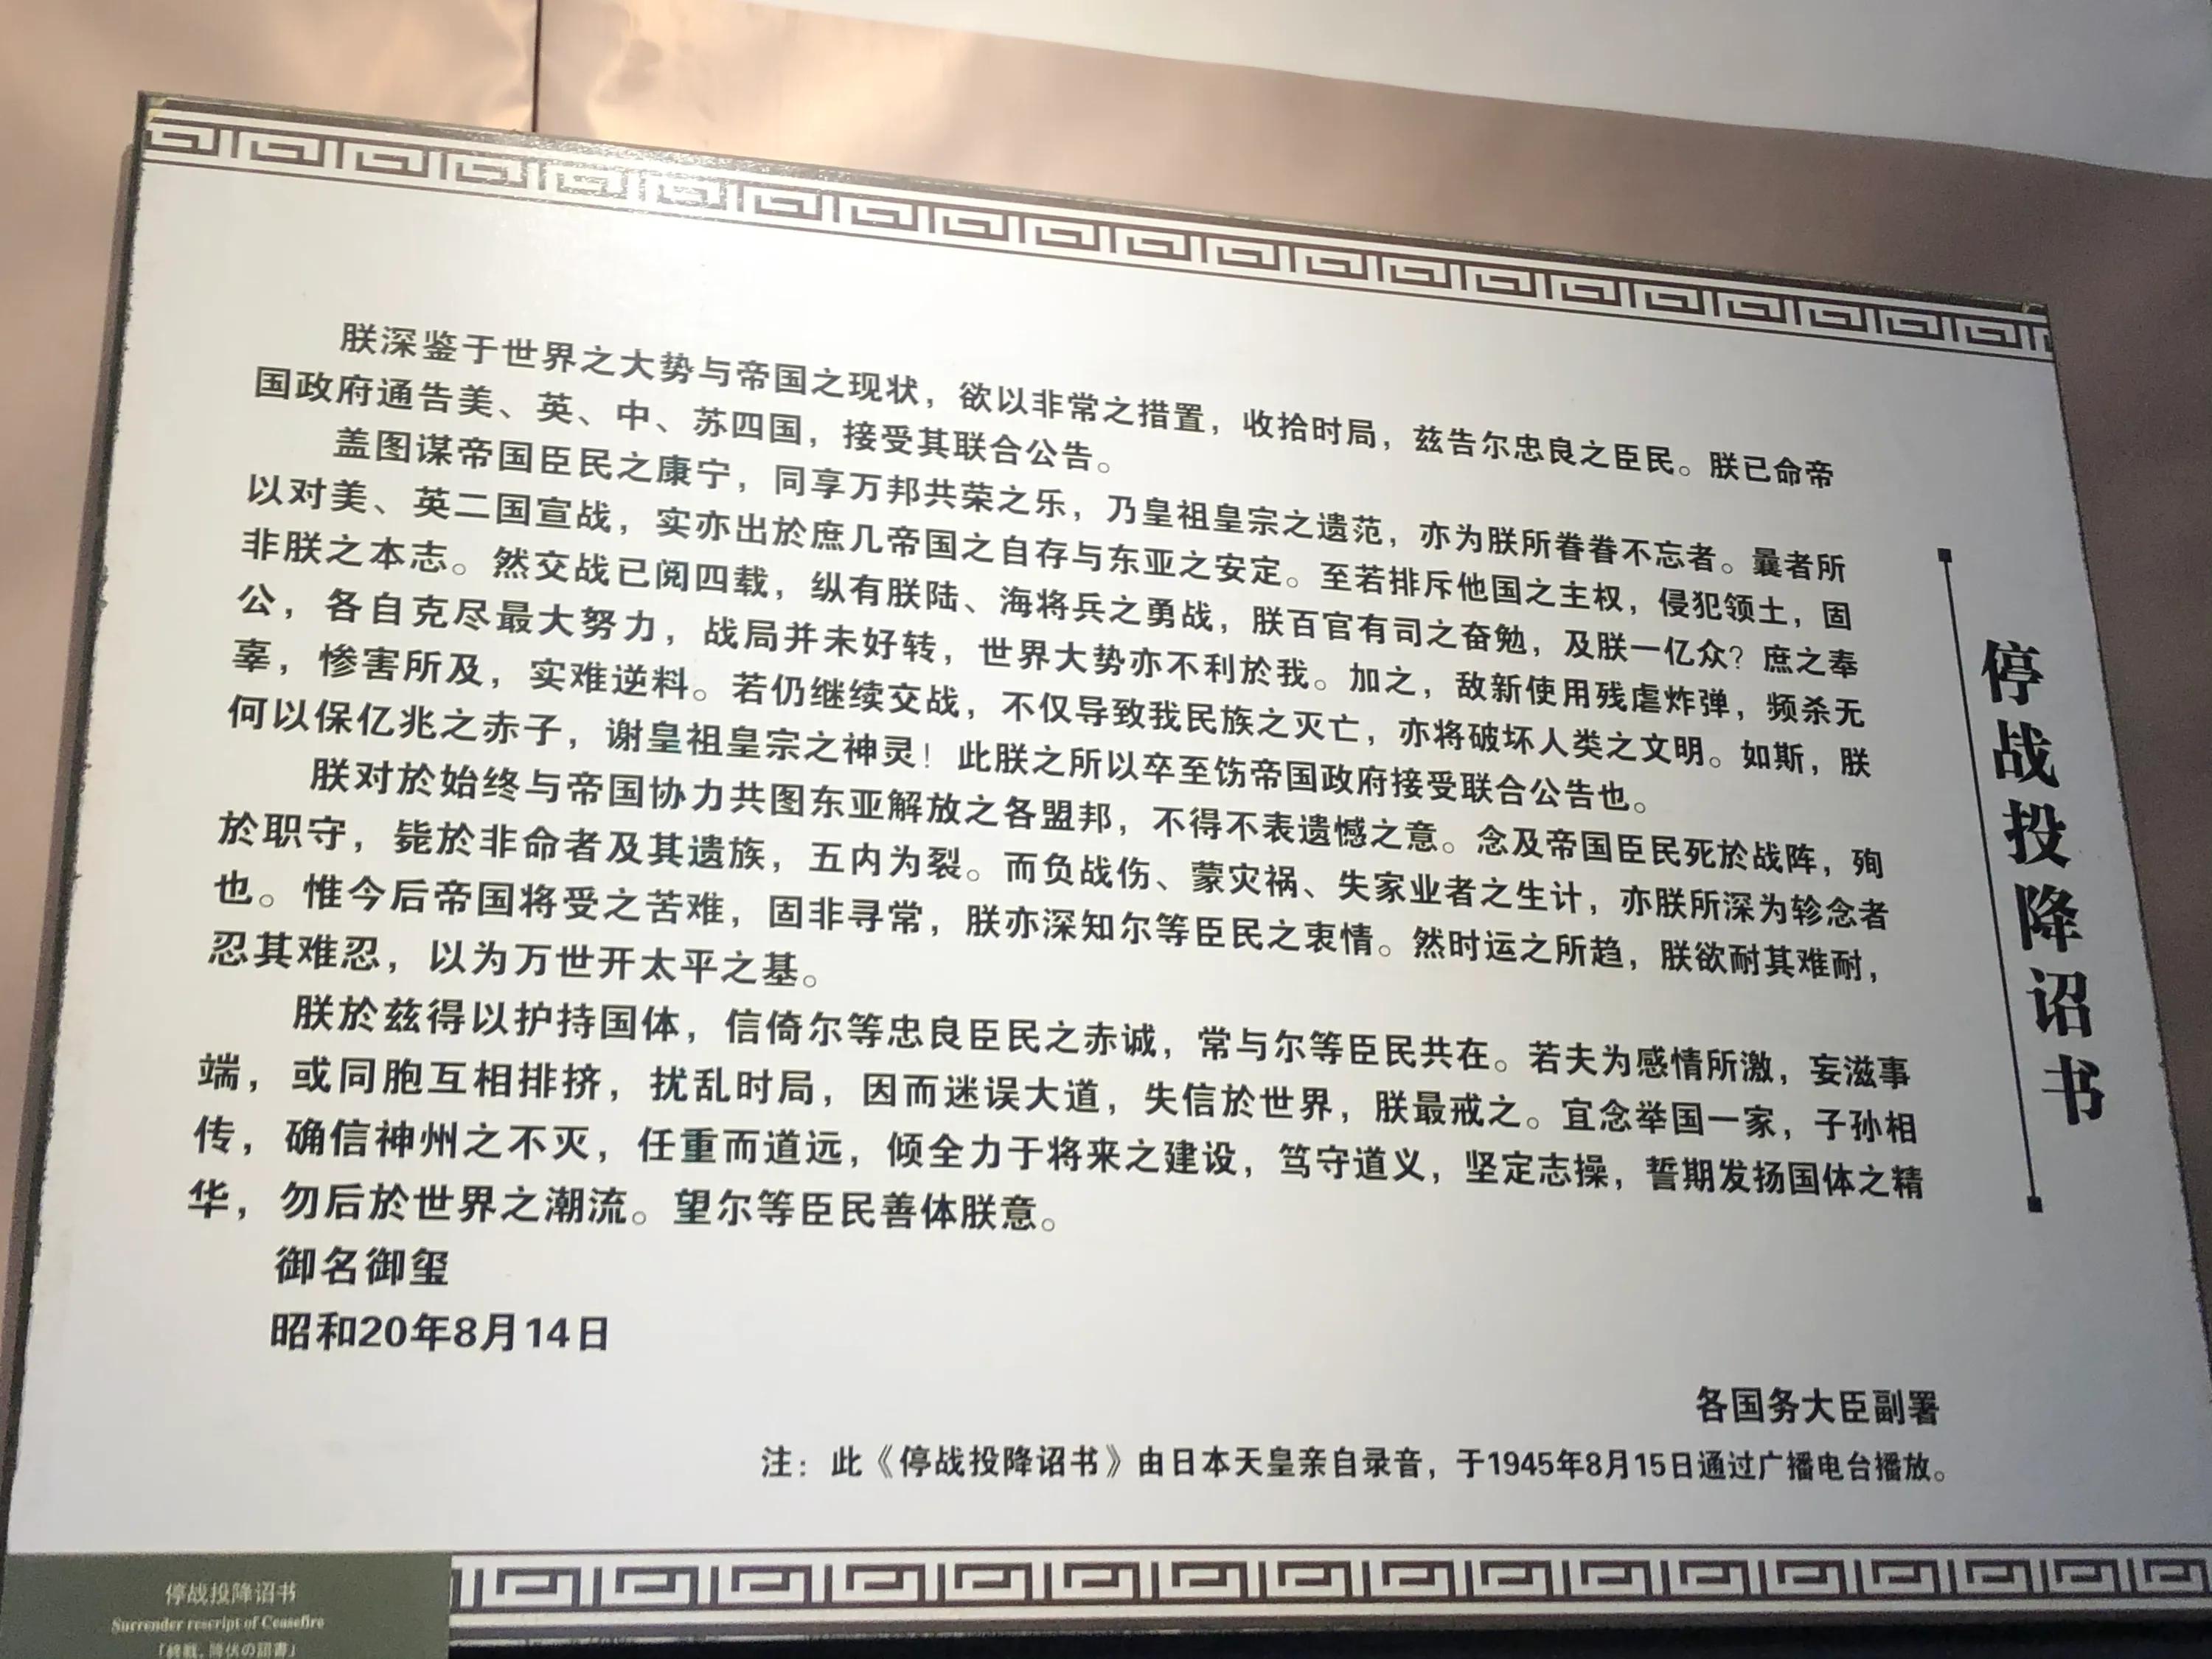 停战投降诏书
朕深鉴于世界之大势与帝国之现状，欲以非常之措置，收拾时局，兹告尔忠良之臣民。朕已命帝
国政府通告美、英、中、苏四国，接受其联合公告。
盖图谋帝国臣民之康宁，同享万邦共荣之乐，乃皇祖皇宗之遗范，亦为朕所眷眷不忘者。曩者所
以对美、英二国宣战，实亦出於庶几帝国之自存与东亚之安定。至若排斥他国之主权，侵犯领土，固
非朕之本志。然交战已阅四载，纵有朕陆、海将兵之勇战，朕百官有司之奋勉，及朕一亿众？庶之奉
公，各自克尽最大努力，战局并未好转，世界大势亦不利於我。加之，敌新使用残虐炸弹，频杀无
辜，惨害所及，实难逆料。若仍继续交战，不仅导致我民族之灭亡，亦将破坏人类之文明。如斯，朕
何以保亿兆之赤子，谢皇祖皇宗之神灵！此朕之所以卒至饬帝国政府接受联合公告也。
朕对於始终与帝国协力共图东亚解放之各盟邦，不得不表遗憾之意。念及帝国臣民死於战阵，殉
於职守，毙於非命者及其遗族，五内为裂。而负战伤、蒙灾祸、失家业者之生计，亦朕所深为轸念者
也。惟今后帝国将受之苦难，固非寻常，朕亦深知尔等臣民之衷情。然时运之所趋，朕欲耐其难耐，
忍其难忍，以为万世开太平之基。
朕於兹得以护持国体，信倚尔等忠良臣民之赤诚，常与尔等臣民共在。若夫为感情所激，妄滋事
端，或同胞互相排挤，扰乱时局，因而迷误大道，失信於世界，朕最戒之。宜念举国一家，子孙相
传，确信神州之不灭，任重而道远，倾全力于将来之建设，笃守道义，坚定志操，誓期发扬国体之精
华，勿后於世界之潮流。望尔等臣民善体朕意。
御名御玺
昭和20年8月14日
各国务大臣副署
注：此《停战投降诏书》由日本天皇亲自录音，于1945年8月15日通过广播电台播放。
停战投降诏书
Surrender rescript of Ceasefire
「終戦，降伏の詔書」